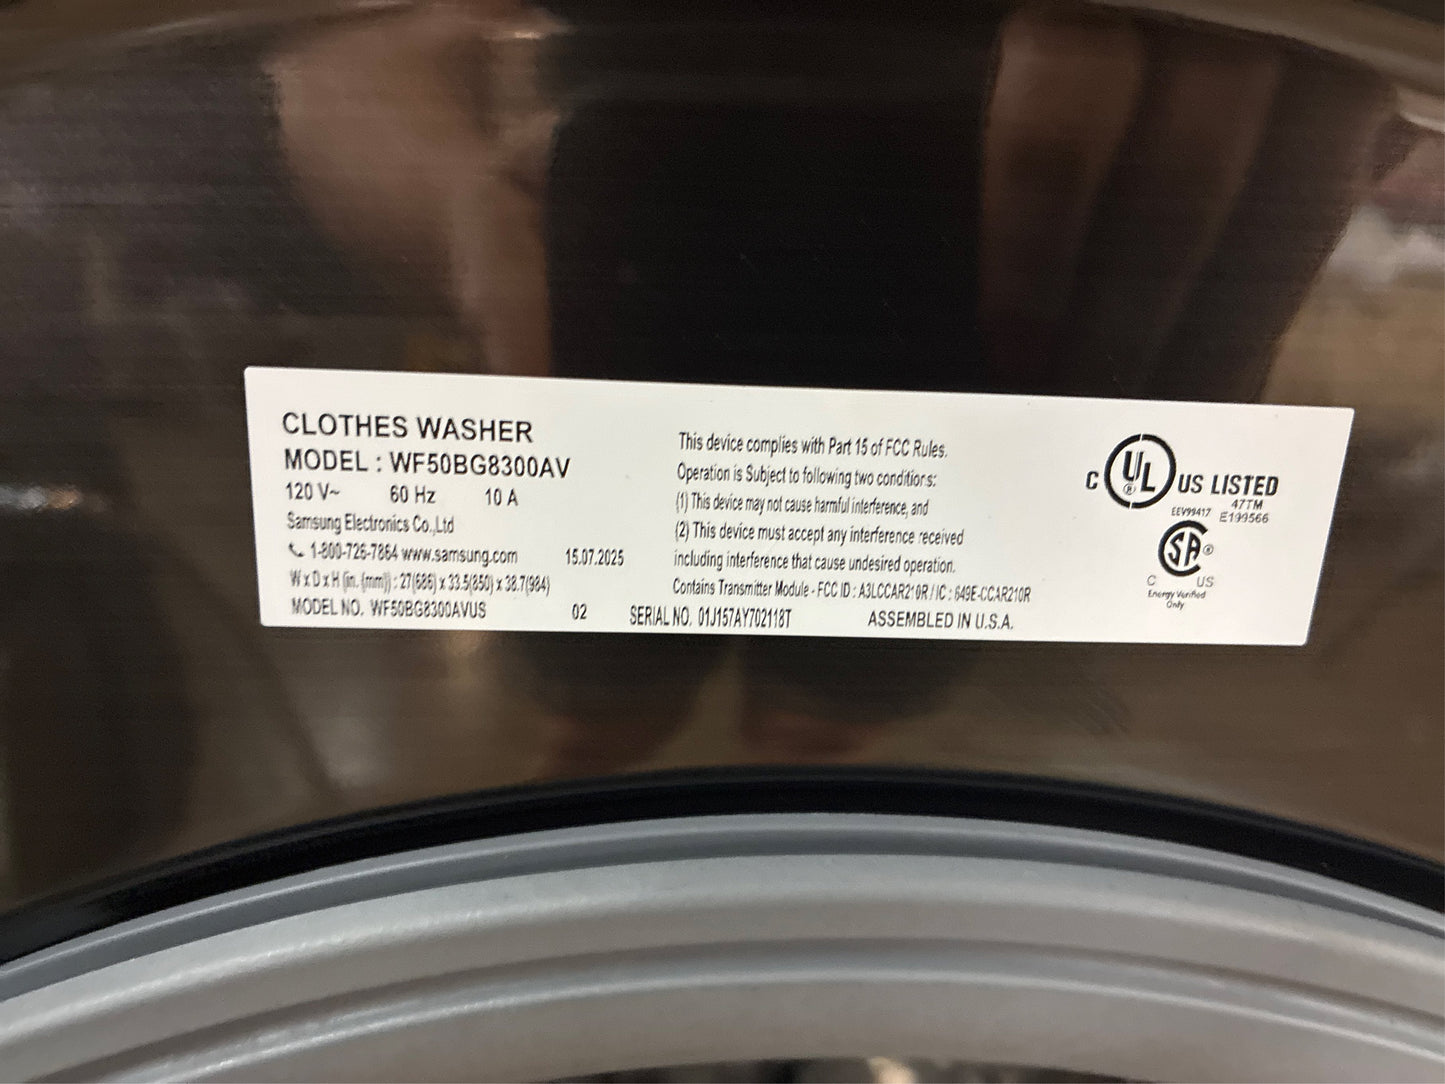 CLOTHES WASHER
MODEL : WF50BG8300AV
120 V~ 60 Hz 10 A
Samsung Electronics Co.,Ltd
1-800-726-7864 www.samsung.com 15.07.2025
W x D x H (in. (mm)) : 27(686) x 33.5(850) x 38.7(984)
MODEL NO. WF50BG8300AVUS 02 SERIAL NO. 01J157AY702118T ASSEMBLED IN U.S.A.
This device complies with Part 15 of FCC Rules.
Operation is Subject to following two conditions:
(1) This device may not cause harmful interference, and
(2) This device must accept any interference received
including interference that cause undesired operation.
Contains Transmitter Module - FCC ID : A3LCCAR210R / IC : 649E-CCAR210R
C UL ® US LISTED
47TM
EEV99417 E199566
SA ®
C US
Energy Verified
Only